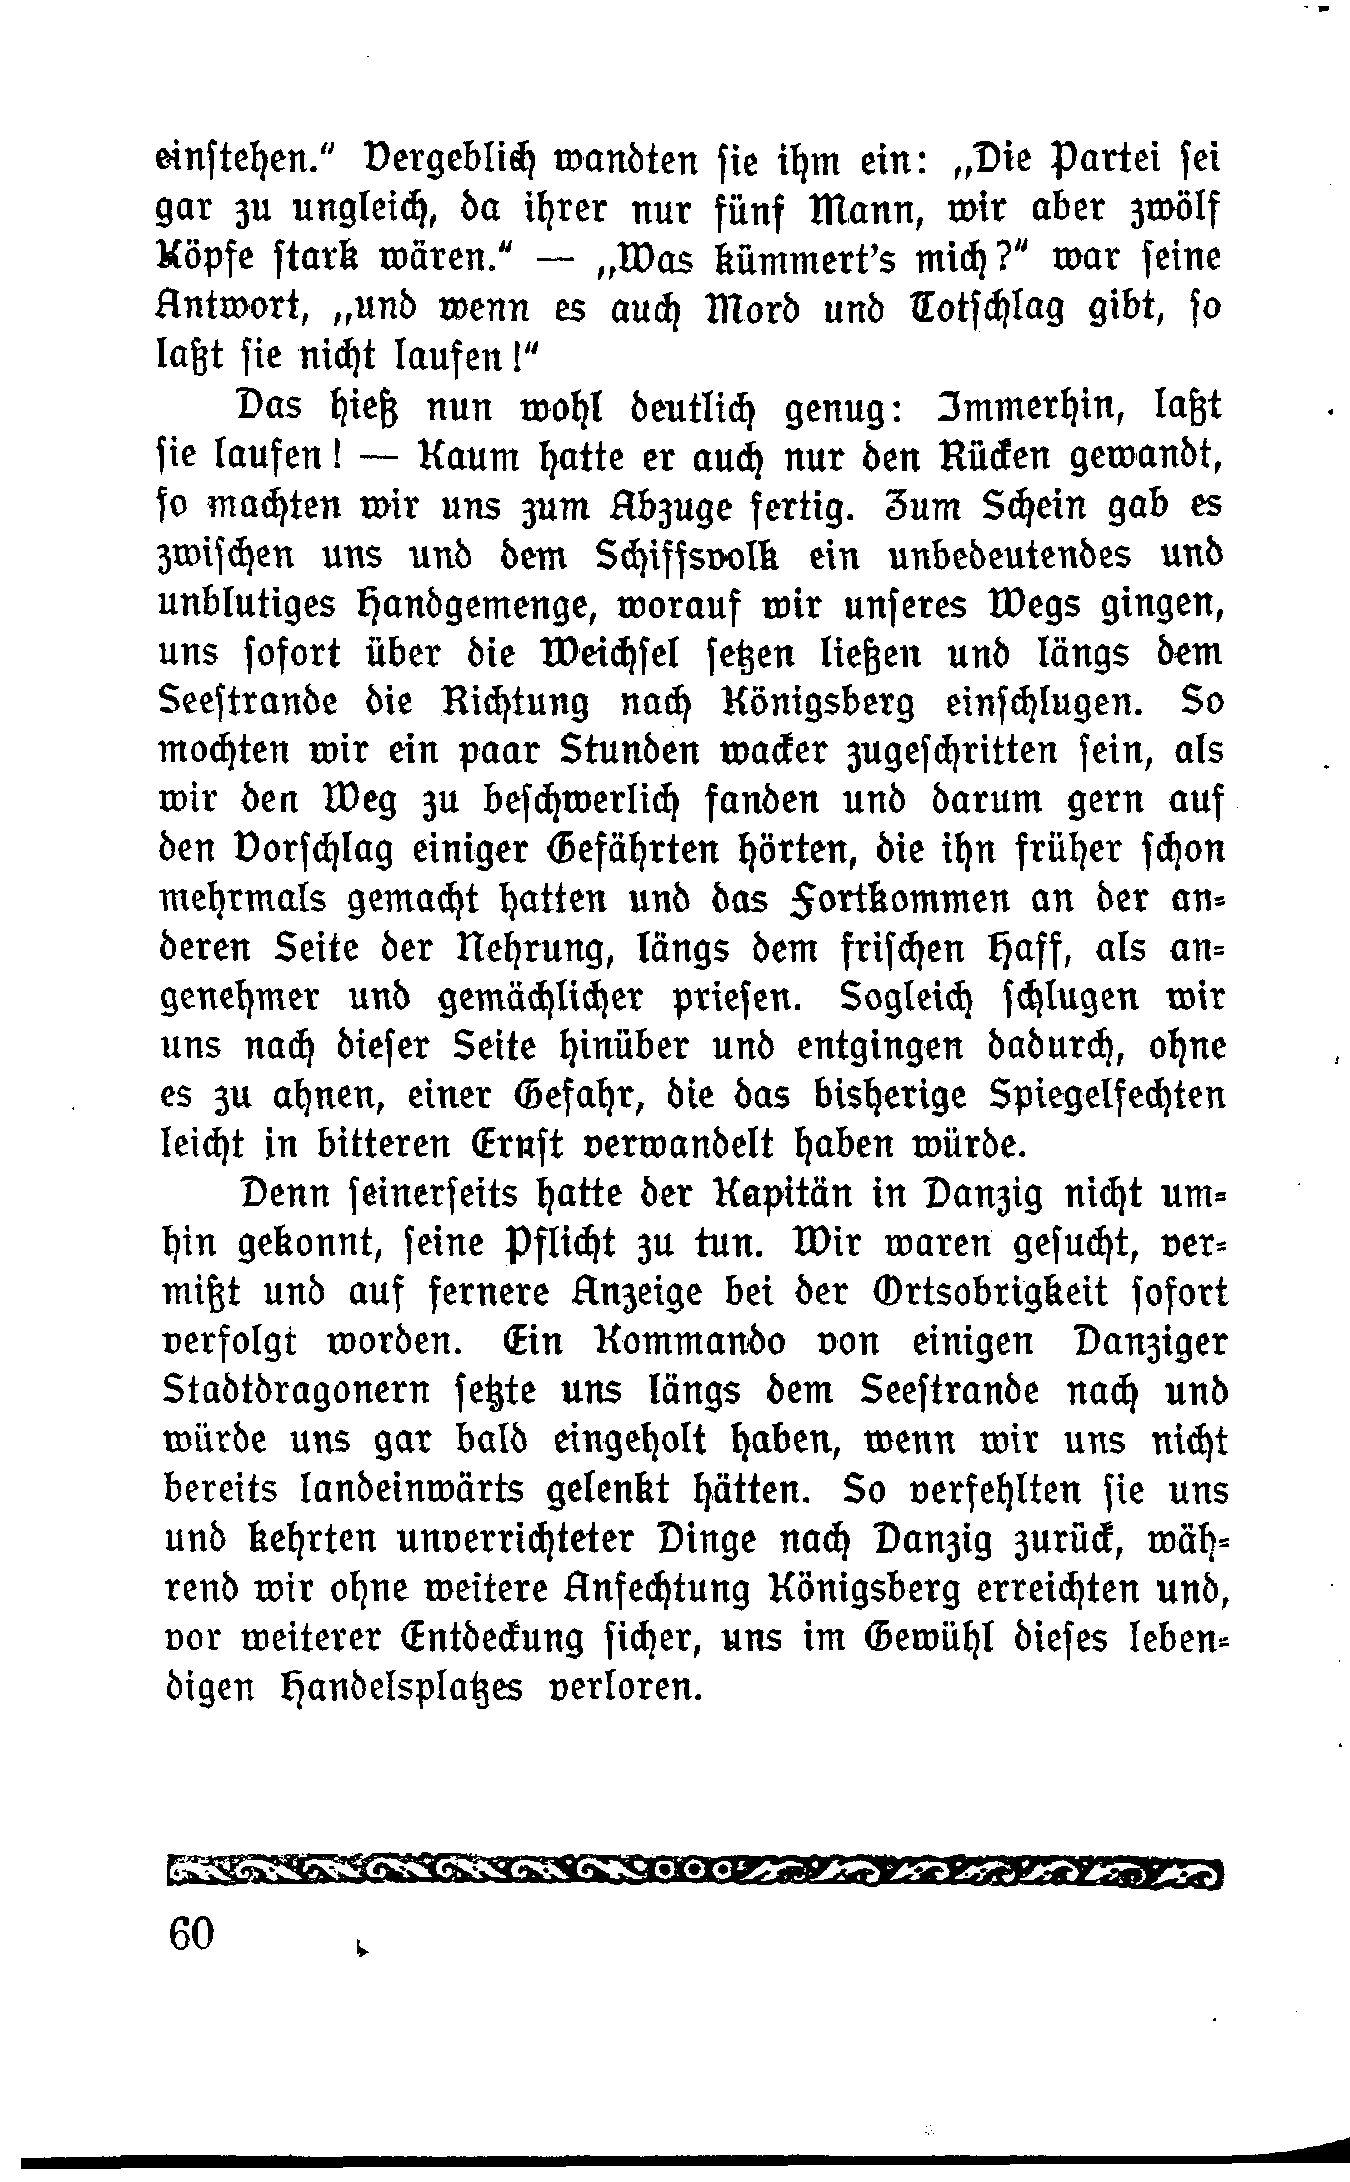 einstehen.“ Vergeblich wandten sie ihm ein: „Die Partei sei
gar zu ungleich, da ihrer nur fünf Mann, wir aber zwölf
Köpfe stark wären.“ — „Was kümmert's mich?“ war seine
Antwort, „und wenn es auch Mord und Totschlag gibt, so
laßt sie nicht laufen!“
Das hieß nun wohl deutlich genug: Immerhin, laßt
sie laufen! — Kaum hatte er auch nur den Rücken gewandt,
so machten wir uns zum Abzuge fertig. Zum Schein gab es
zwischen uns und dem Schiffsvolk ein unbedeutendes und
unblutiges Handgemenge, worauf wir unseres Wegs gingen,
uns sofort über die Weichsel setzen ließen und längs dem
Seestrande die Richtung nach Königsberg einschlugen. So
mochten wir ein paar Stunden wacker zugeschritten sein, als
wir den Weg zu beschwerlich fanden und darum gern auf
den Vorschlag einiger Gefährten hörten, die ihn früher schon
mehrmals gemacht hatten und das Fortkommen an der an-
deren Seite der Nehrung, längs dem frischen Haff, als an-
genehmer und gemächlicher priesen. Sogleich schlugen wir
uns nach dieser Seite hinüber und entgingen dadurch, ohne
es zu ahnen, einer Gefahr, die das bisherige Spiegelfechten
leicht in bitteren Ernst verwandelt haben würde.
Denn seinerseits hatte der Kapitän in Danzig nicht um-
hin gekonnt, seine Pflicht zu tun. Wir waren gesucht, ver-
mißt und auf fernere Anzeige bei der Ortsobrigkeit sofort
verfolgt worden. Ein Kommando von einigen Danziger
Stadtdragonern setzte uns längs dem Seestrande nach und
würde uns gar bald eingeholt haben, wenn wir uns nicht
bereits landeinwärts gelenkt hätten. So verfehlten sie uns
und kehrten unverrichteter Dinge nach Danzig zurück, wäh-
rend wir ohne weitere Anfechtung Königsberg erreichten und,
vor weiterer Entdeckung sicher, uns im Gewühl dieses leben-
digen Handelsplatzes verloren.
60